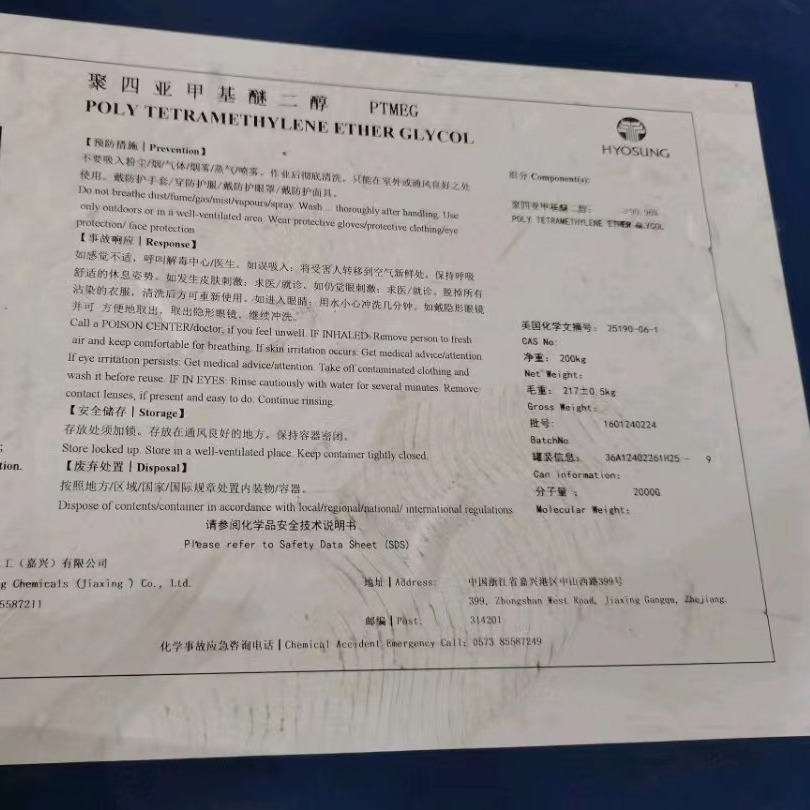 聚四亚甲基醚二醇 PTMEG
POLY TETRAMETHYLENE ETHER GLYCOL
【预防措施 | Prevention】
不要吸入粉尘/烟/气体/烟雾/蒸气/喷雾。作业后彻底清洗。只能在室外或通风良好之处
使用。戴防护手套/穿防护服/戴防护眼罩/戴防护面具。
Do not breathe dust/fume/gas/mist/vapours/spray. Wash ... thoroughly after handling. Use
only outdoors or in a well-ventilated area. Wear protective gloves/protective clothing/eye
protection/ face protection
【事故响应 | Response】
如感觉不适，呼叫解毒中心/医生。如误吸入：将受害人转移到空气新鲜处，保持呼吸
舒适的休息姿势。如发生皮肤刺激：求医/就诊。如仍觉眼刺激：求医/就诊。脱掉所有
沾染的衣服，清洗后方可重新使用。如进入眼睛：用水小心冲洗几分钟。如戴隐形眼镜
并可 方便地取出，取出隐形眼镜。继续冲洗。
Call a POISON CENTER/doctor, if you feel unwell. IF INHALED: Remove person to fresh
air and keep comfortable for breathing. If skin irritation occurs: Get medical advice/attention
If eye irritation persists: Get medical advice/attention. Take off contaminated clothing and
wash it before reuse. IF IN EYES: Rinse cautiously with water for several minutes. Remove
contact lenses, if present and easy to do. Continue rinsing.
【安全储存 | Storage】
存放处须加锁。存放在通风良好的地方。保持容器密闭。
Store locked up. Store in a well-ventilated place. Keep container tightly closed.
tion.
【废弃处置 | Disposal】
按照地方/区域/国家/国际规章处置内装物/容器。
Dispose of contents/container in accordance with local/regional/national/ international regulations
请参阅化学品安全技术说明书
Please refer to Safety Data Sheet (SDS)
HYOSUNG
组分 Component(s):
聚四亚甲基醚二醇:
POLY TETRAMETHYLENE ETHER GLYCOL
美国化学文摘号: 25190-06-1
CAS No:
净重: 200kg
Net Weight:
毛重: 217±0.5kg
Gross Weight:
批号: 1601240224
BatchNo
罐装信息: 36A12402261H25 - 9
Can information:
分子量: 2000G
Molecular Weight:
工（嘉兴）有限公司
g Chemicals (Jiaxing ) Co., Ltd.
5587211
地址 | Address: 中国浙江省嘉兴港区中山西路399号
399, Zhongshan West Road, Jiaxing Gangqu, Zhejiang.
邮编 | Post: 314201
化学事故应急咨询电话 | Chemical Accident Emergency Call: 0573 85587249